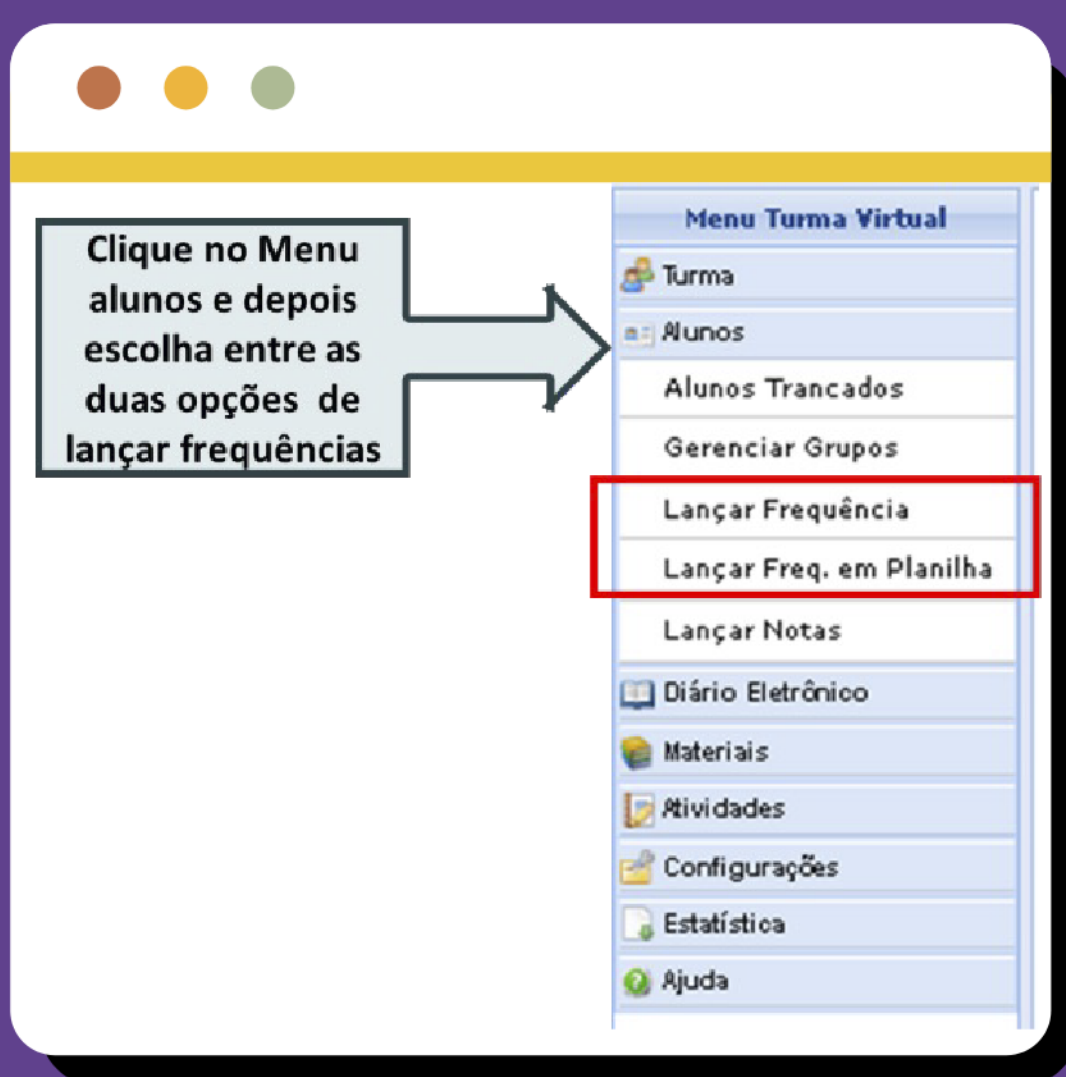 Clique no Menu
alunos e depois
escolha entre as
duas opções de
lançar frequências
Menu Turma Virtual
Turma
Alunos
Alunos Trancados
Gerenciar Grupos
Lançar Frequência
Lançar Freq. em Planilha
Lançar Notas
Diário Eletrônico
Materiais
Atividades
Configurações
Estatística
Ajuda